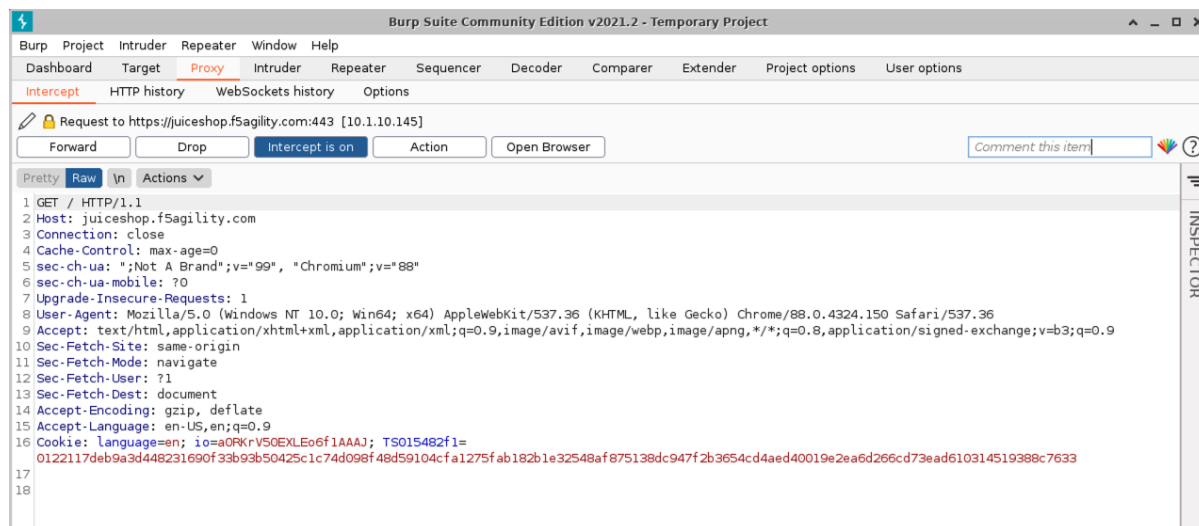 Burp Suite Community Edition v2021.2 - Temporary Project
Burp Project Intruder Repeater Window Help
Dashboard Target Proxy Intruder Repeater Sequencer Decoder Comparer Extender Project options User options
Intercept HTTP history WebSockets history Options
Request to https://juiceshop.f5agility.com:443 [10.1.10.145]
Forward Drop Intercept is on Action Open Browser Comment this item
Pretty Raw \n Actions
1 GET / HTTP/1.1
2 Host: juiceshop.f5agility.com
3 Connection: close
4 Cache-Control: max-age=0
5 sec-ch-ua: ";Not A Brand";v="99", "Chromium";v="88"
6 sec-ch-ua-mobile: ?0
7 Upgrade-Insecure-Requests: 1
8 User-Agent: Mozilla/5.0 (Windows NT 10.0; Win64; x64) AppleWebKit/537.36 (KHTML, like Gecko) Chrome/88.0.4324.150 Safari/537.36
9 Accept: text/html,application/xhtml+xml,application/xml;q=0.9,image/avif,image/webp,image/apng,*/*;q=0.8,application/signed-exchange;v=b3;q=0.9
10 Sec-Fetch-Site: same-origin
11 Sec-Fetch-Mode: navigate
12 Sec-Fetch-User: ?1
13 Sec-Fetch-Dest: document
14 Accept-Encoding: gzip, deflate
15 Accept-Language: en-US,en;q=0.9
16 Cookie: language=en; io=aORKrV50EXLEo6f1AAAJ; TS015482f1=
0122117deb9a3d448231690f33b93b50425c1c74d098f48d59104cfa1275fab182b1e32548af875138dc947f2b3654cd4aed40019e2ea6d266cd73ead610314519388c7633
17
18
INSPECTOR